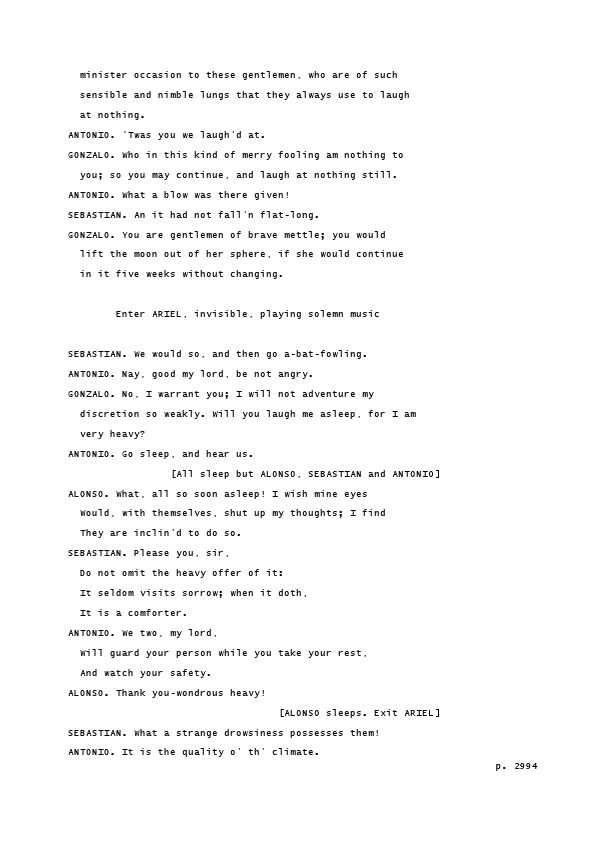 minister occasion to these gentlemen, who are of such
sensible and nimble lungs that they always use to laugh
at nothing.
ANTONIO. 'Twas you we laugh'd at.
GONZALO. Who in this kind of merry fooling am nothing to
you; so you may continue, and laugh at nothing still.
ANTONIO. What a blow was there given!
SEBASTIAN. An it had not fall'n flat-long.
GONZALO. You are gentlemen of brave mettle; you would
lift the moon out of her sphere, if she would continue
in it five weeks without changing.
Enter ARIEL, invisible, playing solemn music
SEBASTIAN. We would so, and then go a-bat-fowling.
ANTONIO. Nay, good my lord, be not angry.
GONZALO. No, I warrant you; I will not adventure my
discretion so weakly. Will you laugh me asleep, for I am
very heavy?
ANTONIO. Go sleep, and hear us.
[All sleep but ALONSO, SEBASTIAN and ANTONIO]
ALONSO. What, all so soon asleep! I wish mine eyes
Would, with themselves, shut up my thoughts; I find
They are inclin'd to do so.
SEBASTIAN. Please you, sir,
Do not omit the heavy offer of it:
It seldom visits sorrow; when it doth,
It is a comforter.
ANTONIO. We two, my lord,
Will guard your person while you take your rest,
And watch your safety.
ALONSO. Thank you-wondrous heavy!
[ALONSO sleeps. Exit ARIEL]
SEBASTIAN. What a strange drowsiness possesses them!
ANTONIO. It is the quality o' th' climate.
p. 2994